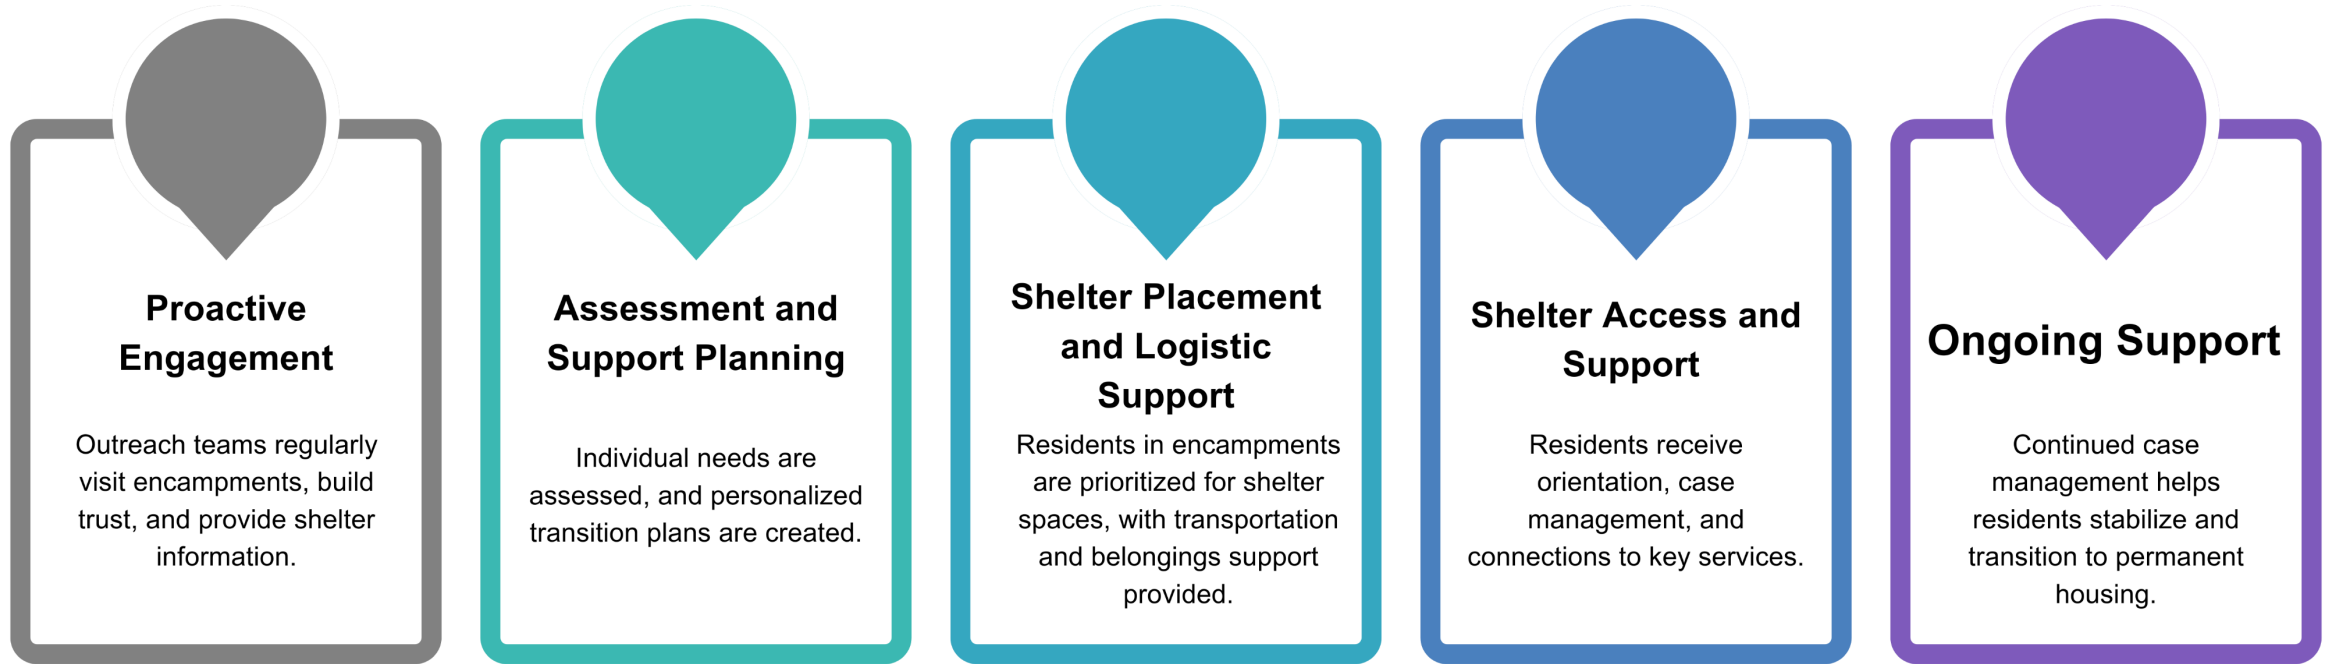 Proactive
Engagement
Outreach teams regularly
visit encampments, build
trust, and provide shelter
information.
Assessment and
Support Planning
Individual needs are
assessed, and personalized
transition plans are created.
Shelter Placement
and Logistic
Support
Residents in encampments
are prioritized for shelter
spaces, with transportation
and belongings support
provided.
Shelter Access and
Support
Residents receive
orientation, case
management, and
connections to key services.
Ongoing Support
Continued case
management helps
residents stabilize and
transition to permanent
housing.